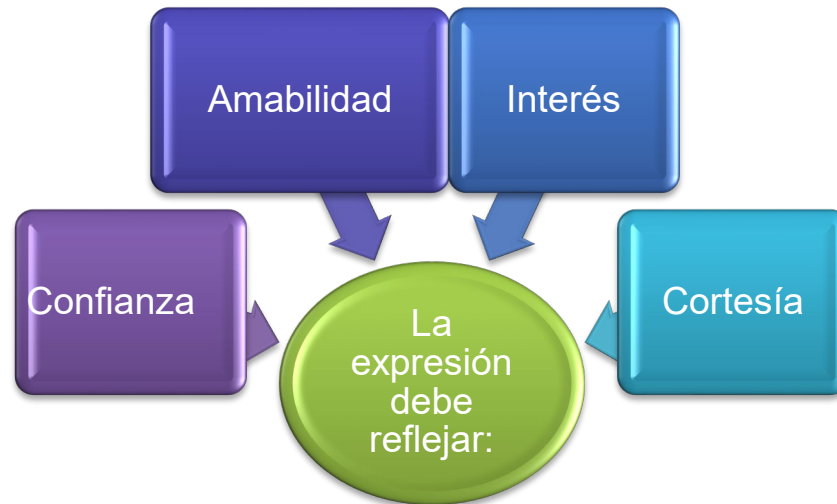 Amabilidad
Interés
Confianza
Cortesía
La
expresión
debe
reflejar: